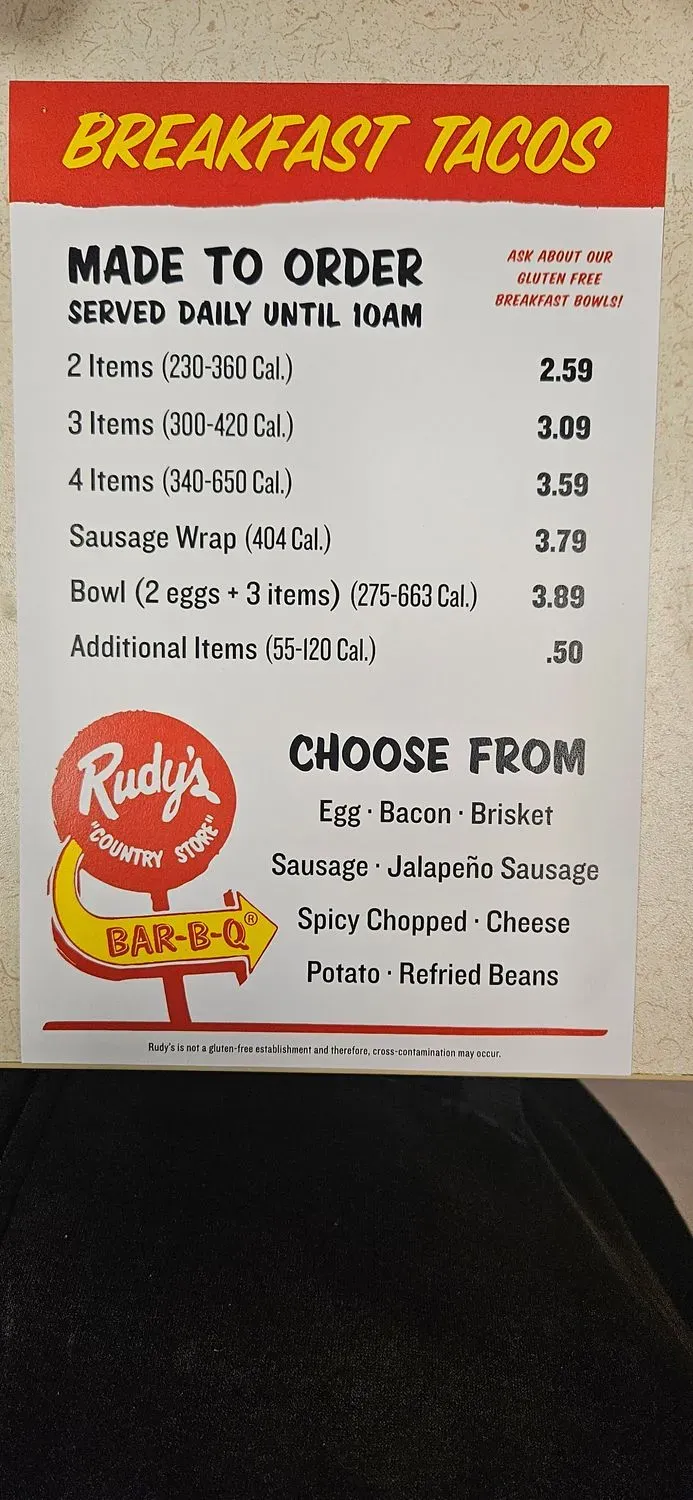 BREAKFAST TACOS
MADE TO ORDER
SERVED DAILY UNTIL 10AM
ASK ABOUT OUR
GLUTEN FREE
BREAKFAST BOWLS!
2 Items (230-360 Cal.) 2.59
3 Items (300-420 Cal.) 3.09
4 Items (340-650 Cal.) 3.59
Sausage Wrap (404 Cal.) 3.79
Bowl (2 eggs + 3 items) (275-663 Cal.) 3.89
Additional Items (55-120 Cal.) .50
Rudy's
"COUNTRY STORE"
BAR-B-Q®
CHOOSE FROM
Egg · Bacon · Brisket
Sausage · Jalapeño Sausage
Spicy Chopped · Cheese
Potato · Refried Beans
Rudy's is not a gluten-free establishment and therefore, cross-contamination may occur.